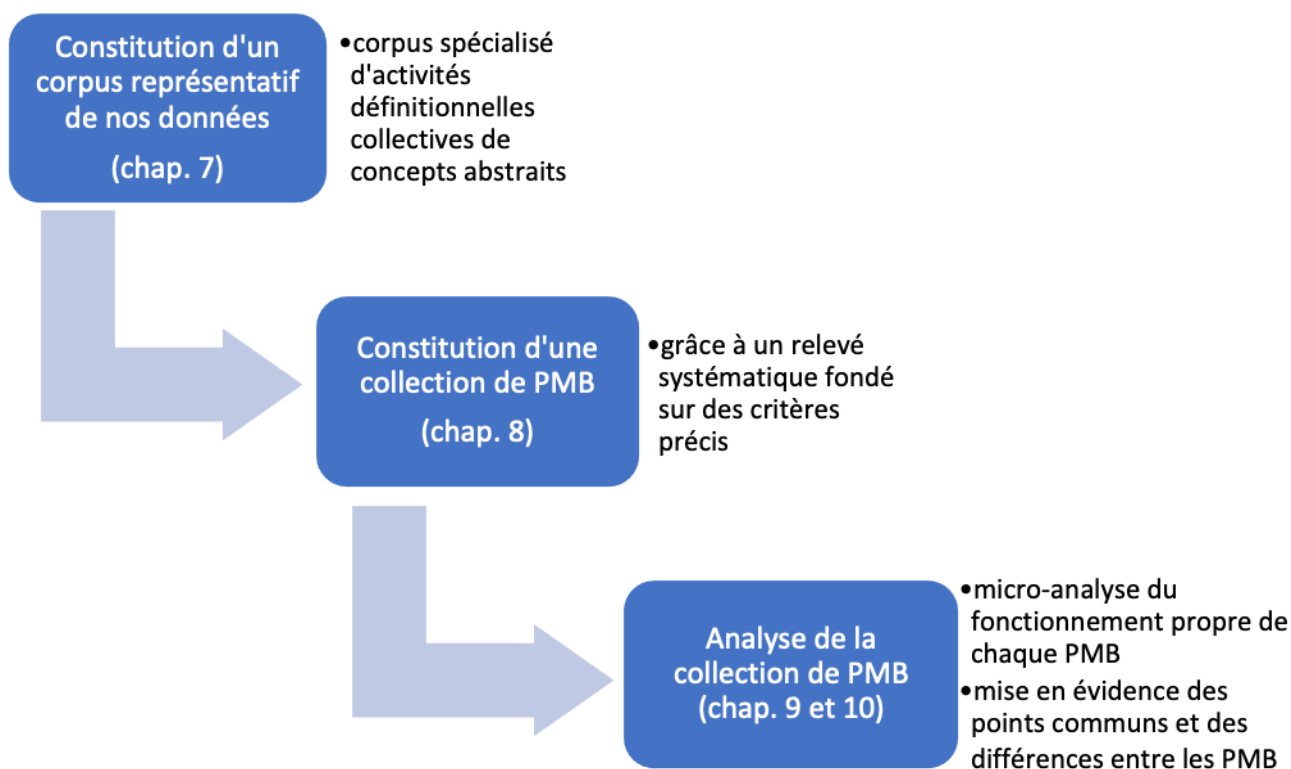 Constitution d'un
corpus représentatif
de nos données
(chap. 7)
•corpus spécialisé
d'activités
définitionnelles
collectives de
concepts abstraits
Constitution d'une
collection de PMB
(chap. 8)
•grâce à un relevé
systématique fondé
sur des critères
précis
Analyse de la
collection de PMB
(chap. 9 et 10)
•micro-analyse du
fonctionnement propre de
chaque PMB
•mise en évidence des
points communs et des
différences entre les PMB